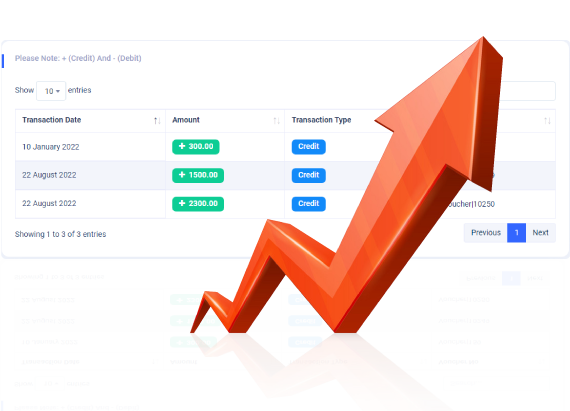 Please Note: + (Credit) And - (Debit)
Show 10 entries
Transaction Date Amount Transaction Type
10 January 2022 + 300.00 Credit
22 August 2022 + 1500.00 Credit
22 August 2022 + 2300.00 Credit oucher|10250
Showing 1 to 3 of 3 entries Previous 1 Next